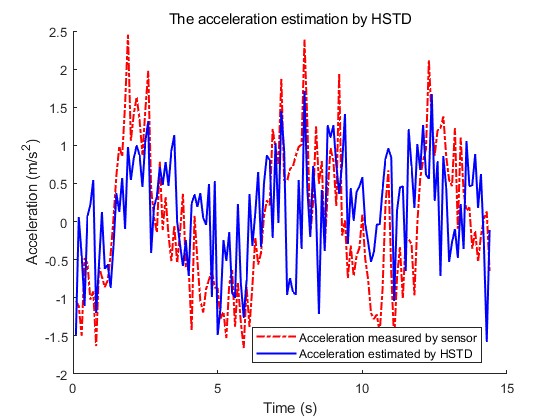 The acceleration estimation by HSTD
2.5
2
1.5
1
0.5
0
-0.5
-1
-1.5
-2
Acceleration (m/s²)
0
5
10
15
Time (s)
Acceleration measured by sensor
Acceleration estimated by HSTD